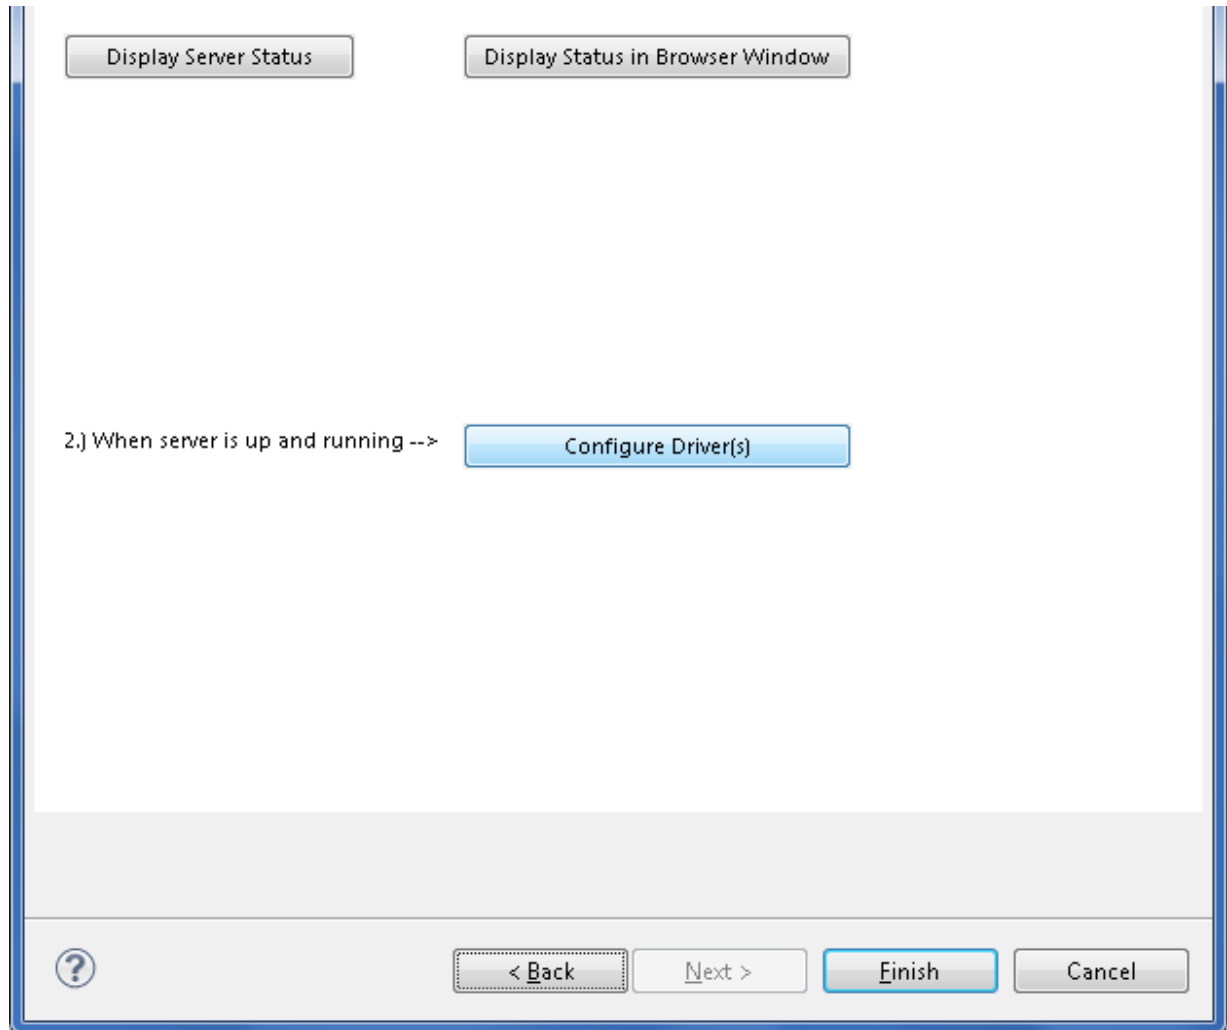 Display Server Status
Display Status in Browser Window
2.) When server is up and running -->
Configure Driver(s)
?
< Back
Next >
Finish
Cancel